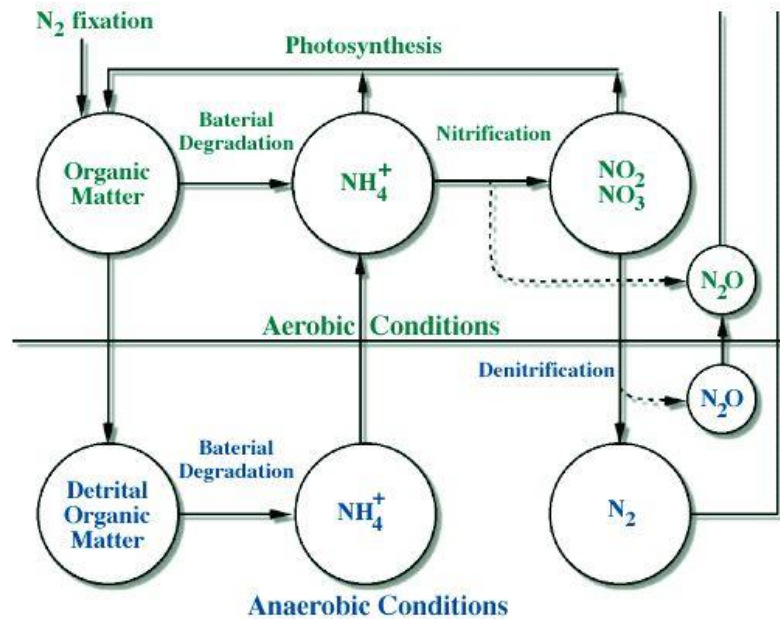 N2 fixation
Photosynthesis
Baterial
Degradation
Nitrification
Organic
Matter
NH4+
NO2
NO3
N2O
Aerobic Conditions
Denitrification
N2O
Baterial
Degradation
Detrital
Organic
Matter
NH4+
N2
Anaerobic Conditions